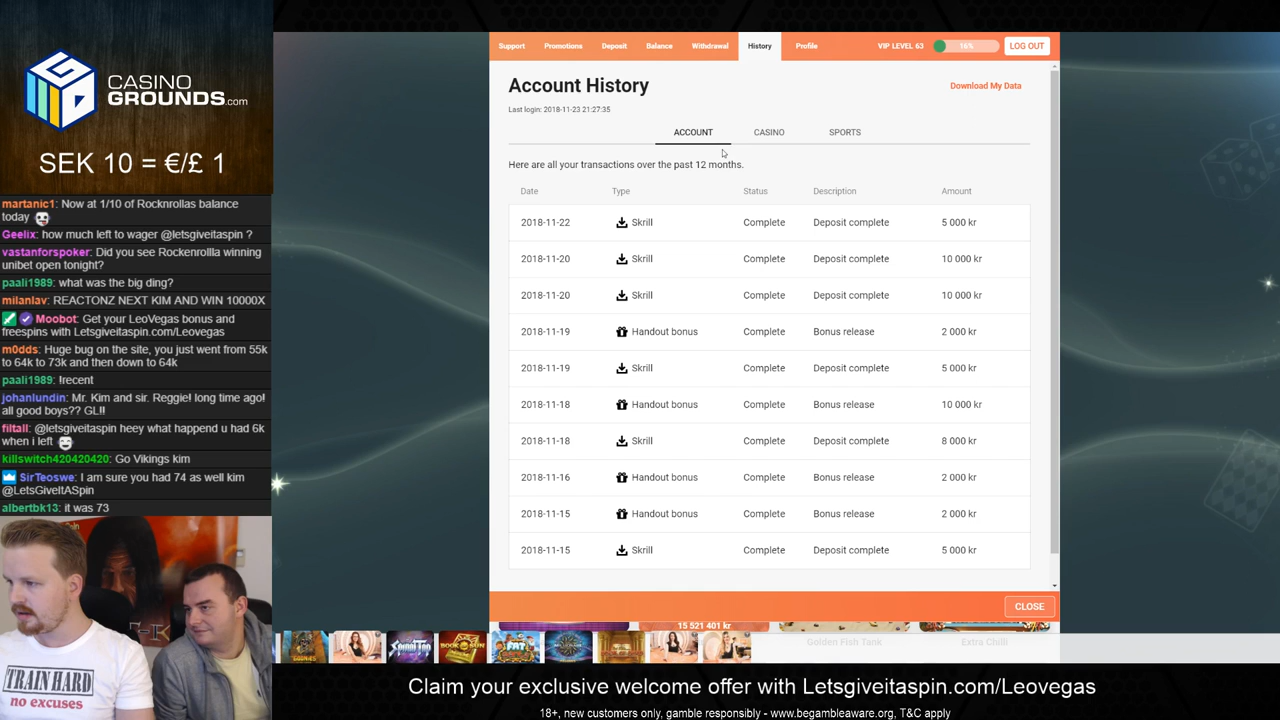 CASINO
GROUNDS.com
SEK 10 = €/£ 1
martanic1: Now at 1/10 of Rocknrollas balance
today
Geelix: how much left to wager @letsgiveitaspin ?
vastanforspoker: Did you see Rockenrollla winning
unibet open tonight?
paali1989: what was the big ding?
milanlav: REACTONZ NEXT KIM AND WIN 10000X
Moobot: Get your LeoVegas bonus and
freespins with Letsgiveitaspin.com/Leovegas
m0dds: Huge bug on the site, you just went from 55k
to 64k to 73k and then down to 64k
paali1989: !recent
johanlundin: Mr. Kim and sir. Reggie! long time ago!
all good boys?? GL!!
filtall: @letsgiveitaspin heey what happend u had 6k
when i left
killswitch420420420: Go Vikings kim
SirTeoswe: I am sure you had 74 as well kim
@LetsGiveItASpin
albertbk13: it was 73
TRAIN HARD
no excuses
Support Promotions Deposit Balance Withdrawal History Profile VIP LEVEL 63 16% LOG OUT
Account History
Download My Data
Last login: 2018-11-23 21:27:35
ACCOUNT CASINO SPORTS
Here are all your transactions over the past 12 months.
Date Type Status Description Amount
2018-11-22 Skrill Complete Deposit complete 5 000 kr
2018-11-20 Skrill Complete Deposit complete 10 000 kr
2018-11-20 Skrill Complete Deposit complete 10 000 kr
2018-11-19 Handout bonus Complete Bonus release 2 000 kr
2018-11-19 Skrill Complete Deposit complete 5 000 kr
2018-11-18 Handout bonus Complete Bonus release 10 000 kr
2018-11-18 Skrill Complete Deposit complete 8 000 kr
2018-11-16 Handout bonus Complete Bonus release 2 000 kr
2018-11-15 Handout bonus Complete Bonus release 2 000 kr
2018-11-15 Skrill Complete Deposit complete 5 000 kr
CLOSE
15 521 401 kr
Golden Fish Tank Extra Chilli
Claim your exclusive welcome offer with Letsgiveitaspin.com/Leovegas
18+, new customers only, gamble responsibly - www.begambleaware.org, T&C apply